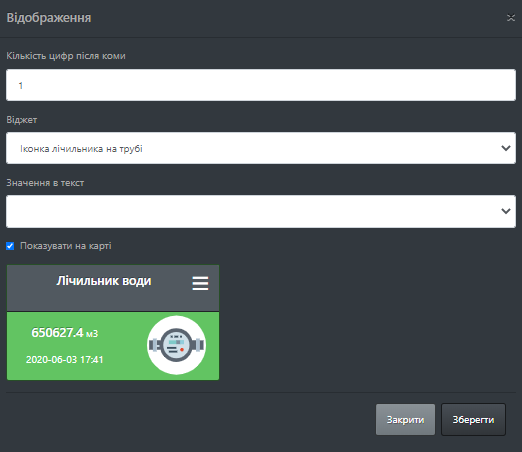 Відображення
Кількість цифр після коми
1
Віджет
Іконка лічильника на трубі
Значення в текст
Показувати на карті
Лічильник води
650627.4 м3
2020-06-03 17:41
Закрити Зберегти